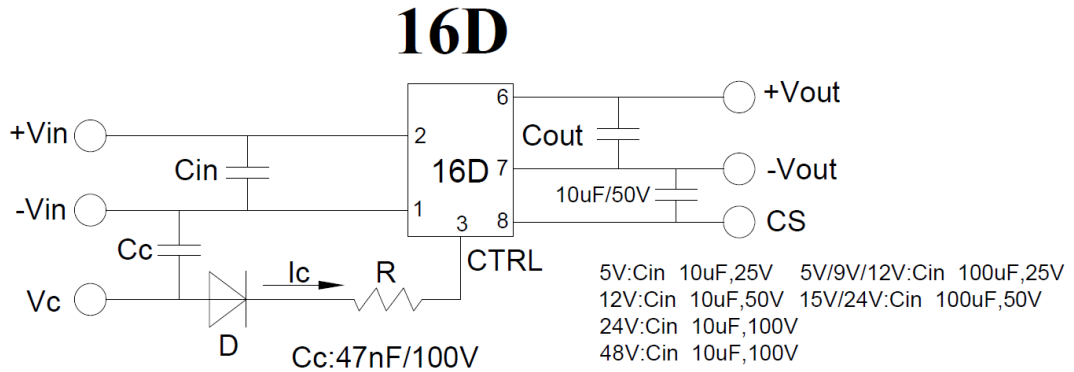 16D
+Vin
-Vin
Vc
Cin
Cc
D
Ic
R
2
1
3
6
7
8
16D
CTRL
Cout
10uF/50V
+Vout
-Vout
CS
Cc:47nF/100V
5V:Cin 10uF,25V 5V/9V/12V:Cin 100uF,25V
12V:Cin 10uF,50V 15V/24V:Cin 100uF,50V
24V:Cin 10uF,100V
48V:Cin 10uF,100V